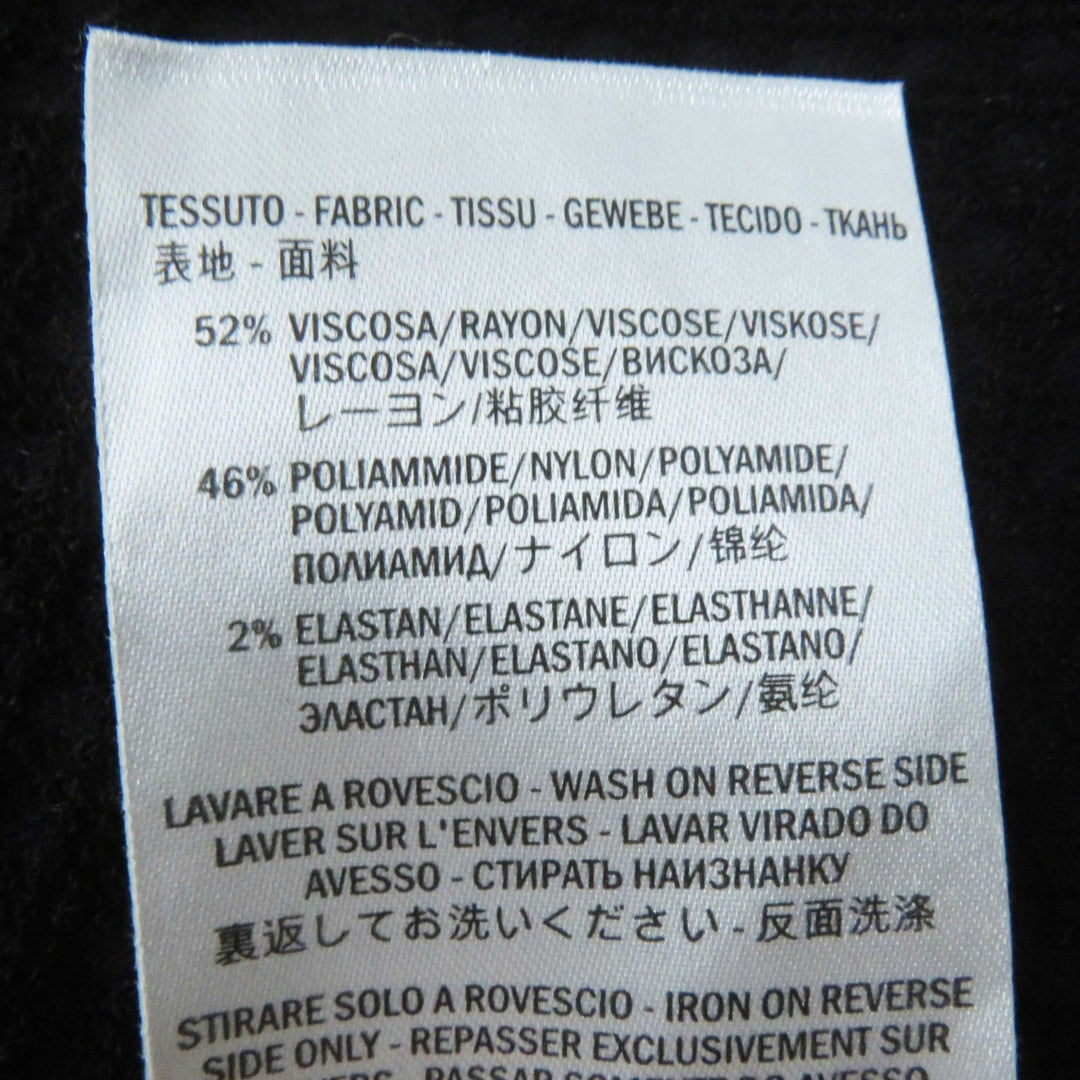 TESSUTO - FABRIC - TISSU - GEWEBE - TECIDO - ТКАНЬ
表地 - 面料
52% VISCOSA/RAYON/VISCOSE/VISKOSE/
VISCOSA/VISCOSE/ВИСКОЗА/
レーヨン/粘胶纤维
46% POLIAMMIDE/NYLON/POLYAMIDE/
POLYAMID/POLIAMIDA/POLIAMIDA/
ПОЛИАМИД/ナイロン/锦纶
2% ELASTAN/ELASTANE/ELASTHANNE/
ELASTHAN/ELASTANO/ELASTANO/
ЭЛАСТАН/ポリウレタン/氨纶
LAVARE A ROVESCIO - WASH ON REVERSE SIDE
LAVER SUR L'ENVERS - LAVAR VIRADO DO
AVESSO - СТИРАТЬ НАИЗНАНКУ
裏返してお洗いください - 反面洗涤
STIRARE SOLO A ROVESCIO - IRON ON REVERSE
SIDE ONLY - REPASSER EXCLUSIVEMENT SUR
PASSAR SOMENTE DO AVESSO